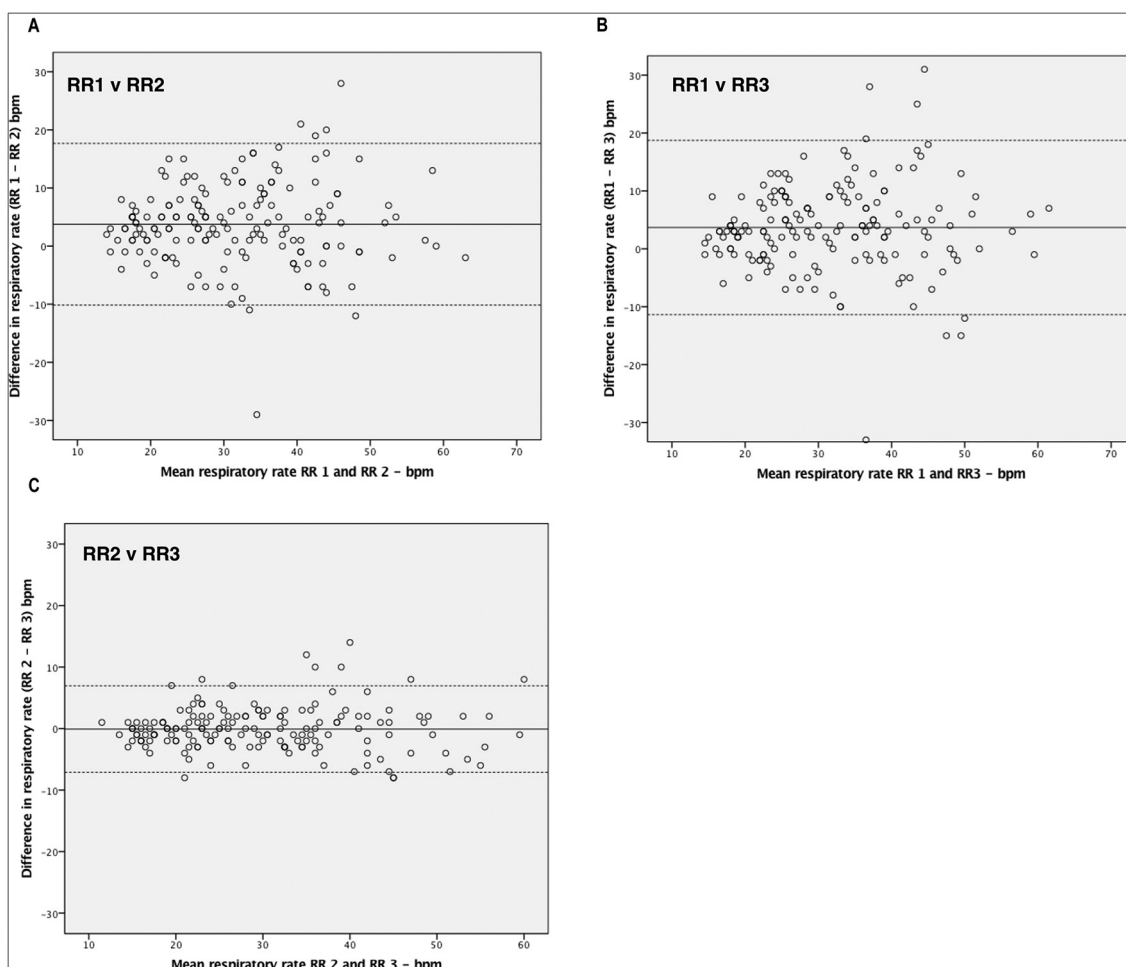 A
RR1 v RR2
Difference in respiratory rate (RR 1 – RR 2) bpm
30
20
10
0
-10
-20
-30
10 20 30 40 50 60 70
Mean respiratory rate RR 1 and RR 2 – bpm
B
RR1 v RR3
Difference in respiratory rate (RR1 – RR 3) bpm
30
20
10
0
-10
-20
-30
10 20 30 40 50 60 70
Mean respiratory rate RR 1 and RR3 – bpm
C
RR2 v RR3
Difference in respiratory rate (RR 2 – RR 3) bpm
30
20
10
0
-10
-20
-30
10 20 30 40 50 60
Mean respiratory rate RR 2 and RR 3 – bpm